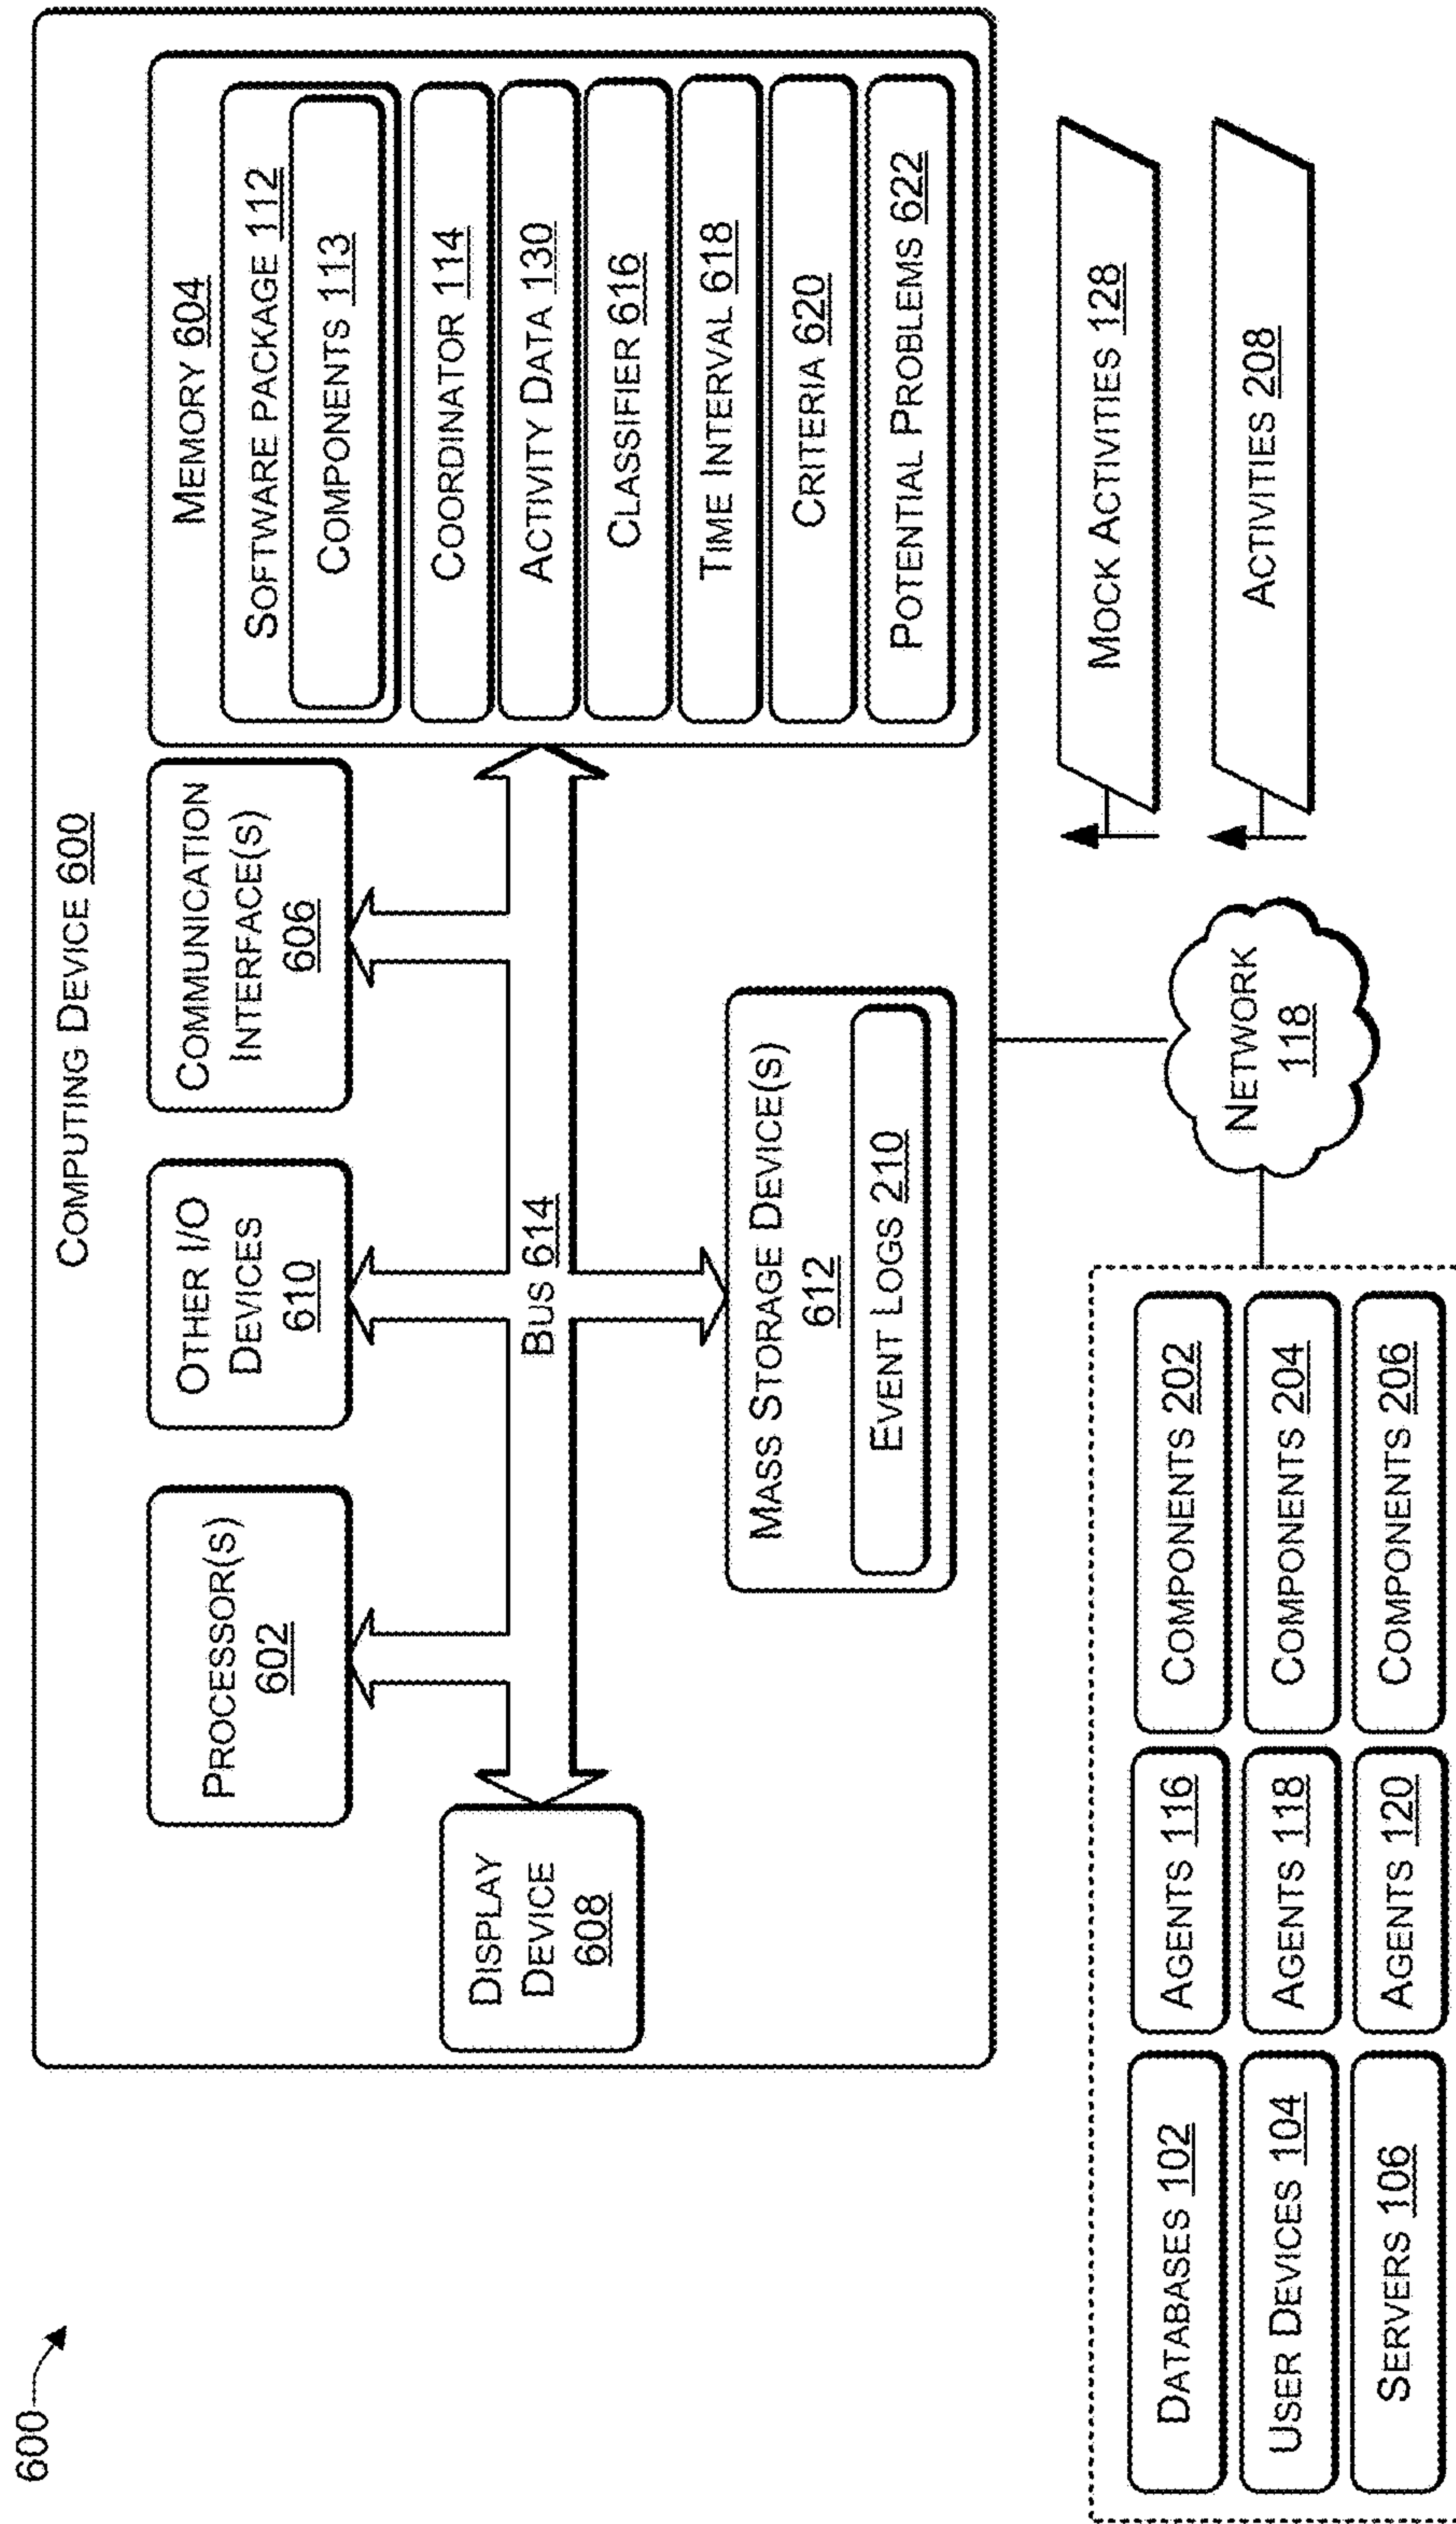 600
COMPUTING DEVICE 600
PROCESSOR(S)
602
OTHER I/O
DEVICES
610
COMMUNICATION
INTERFACE(S)
606
MEMORY 604
SOFTWARE PACKAGE 112
COMPONENTS 113
COORDINATOR 114
ACTIVITY DATA 130
CLASSIFIER 616
TIME INTERVAL 618
CRITERIA 620
POTENTIAL PROBLEMS 622
DISPLAY
DEVICE
608
BUS 614
MASS STORAGE DEVICE(S)
612
EVENT LOGS 210
DATABASES 102
AGENTS 116
COMPONENTS 202
USER DEVICES 104
AGENTS 118
COMPONENTS 204
SERVERS 106
AGENTS 120
COMPONENTS 206
NETWORK
118
MOCK ACTIVITIES 128
ACTIVITIES 208